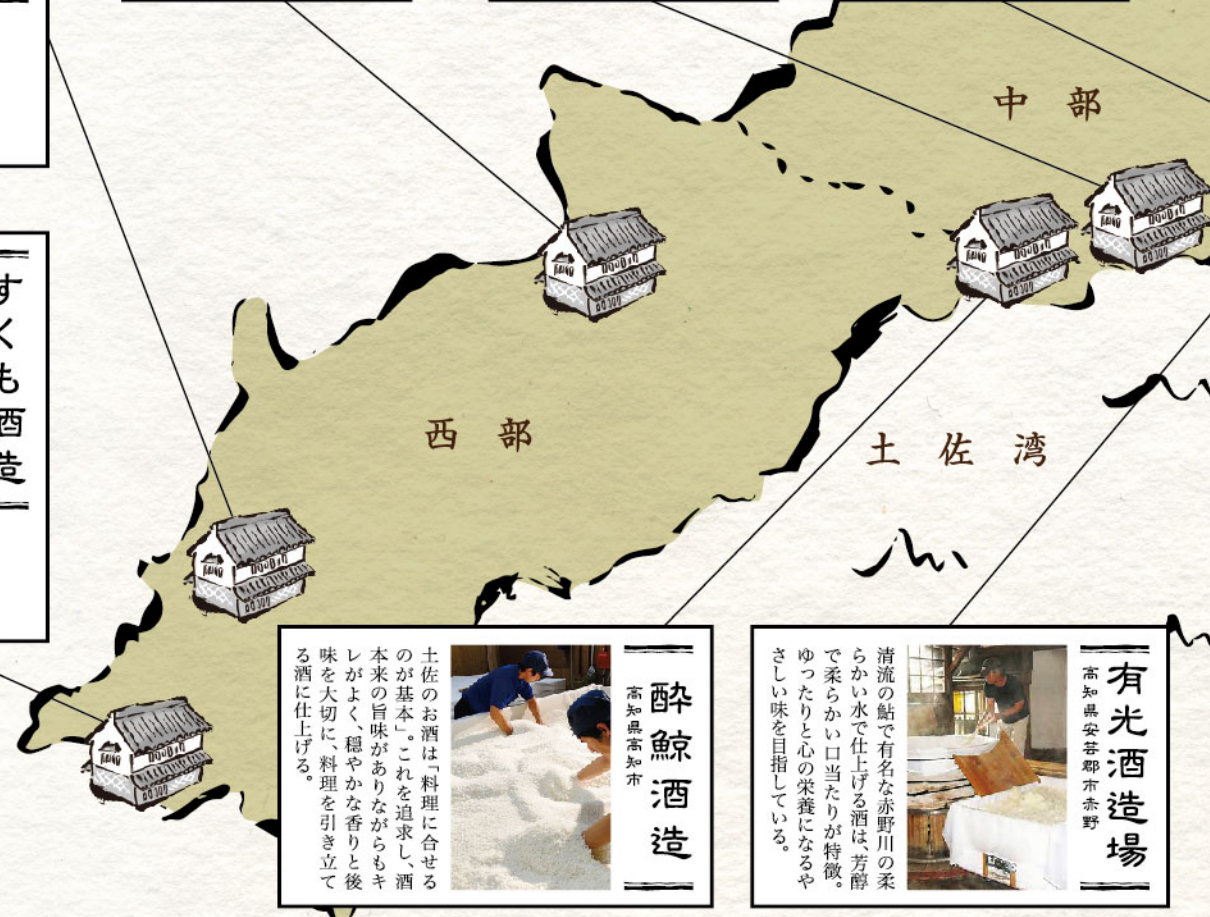 中部
西部
土佐湾
すくも酒造
有光酒造場
高知県安芸郡市赤野
清流の鮎で有名な赤野川の柔
らかい水で仕上げる酒は、芳醇
で柔らかい口当たりが特徴。
ゆったりと心の栄養になるや
さしい味を目指している。
酔鯨酒造
高知県高知市
土佐のお酒は「料理に合せる
のが基本」。これを追求し、酒
本来の旨味がありながらもキ
レがよく、穏やかな香りと後
味を大切に、料理を引き立て
る酒に仕上げる。